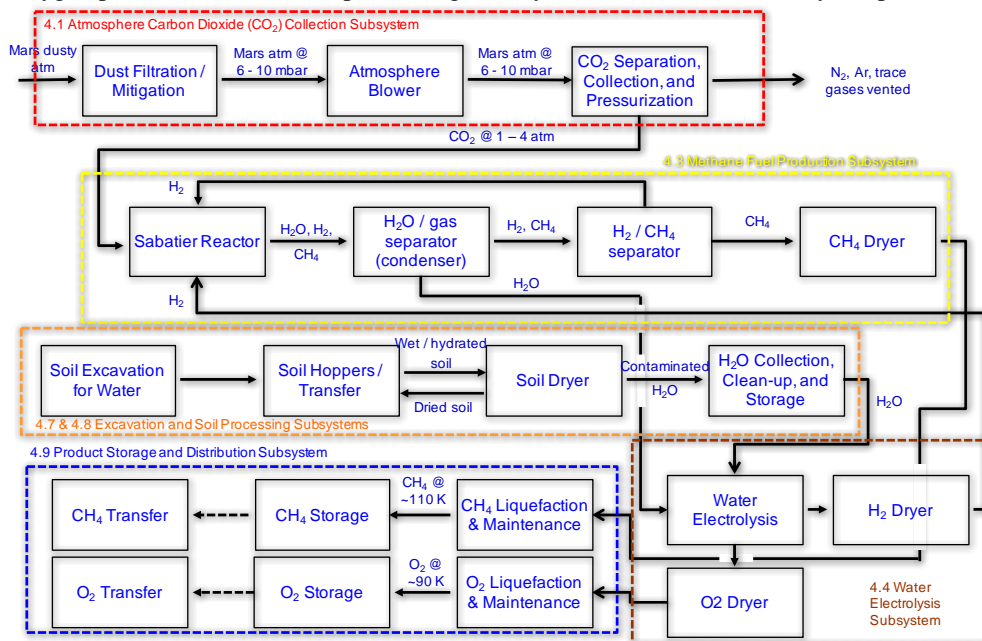 4.1 Atmosphere Carbon Dioxide (CO₂) Collection Subsystem
Mars dusty
atm
Dust Filtration /
Mitigation
Mars atm @
6 - 10 mbar
Atmosphere
Blower
Mars atm @
6 - 10 mbar
CO₂ Separation,
Collection, and
Pressurization
N₂, Ar, trace
gases vented
CO₂ @ 1 – 4 atm
4.3 Methane Fuel Production Subsystem
H₂
Sabatier Reactor
H₂O, H₂,
CH₄
H₂O / gas
separator
(condenser)
H₂, CH₄
H₂ / CH₄
separator
CH₄
CH₄ Dryer
H₂
H₂O
Soil Excavation
for Water
Soil Hoppers /
Transfer
Wet / hydrated
soil
Dried soil
Soil Dryer
Contaminated
H₂O
H₂O Collection,
Clean-up, and
Storage
H₂O
4.7 & 4.8 Excavation and Soil Processing Subsystems
4.9 Product Storage and Distribution Subsystem
CH₄ Transfer
CH₄ Storage
CH₄ @
~110 K
CH₄ Liquefaction
& Maintenance
Water
Electrolysis
H₂ Dryer
O₂ Transfer
O₂ Storage
O₂ @
~90 K
O₂ Liquefaction
& Maintenance
O2 Dryer
4.4 Water
Electrolysis
Subsystem